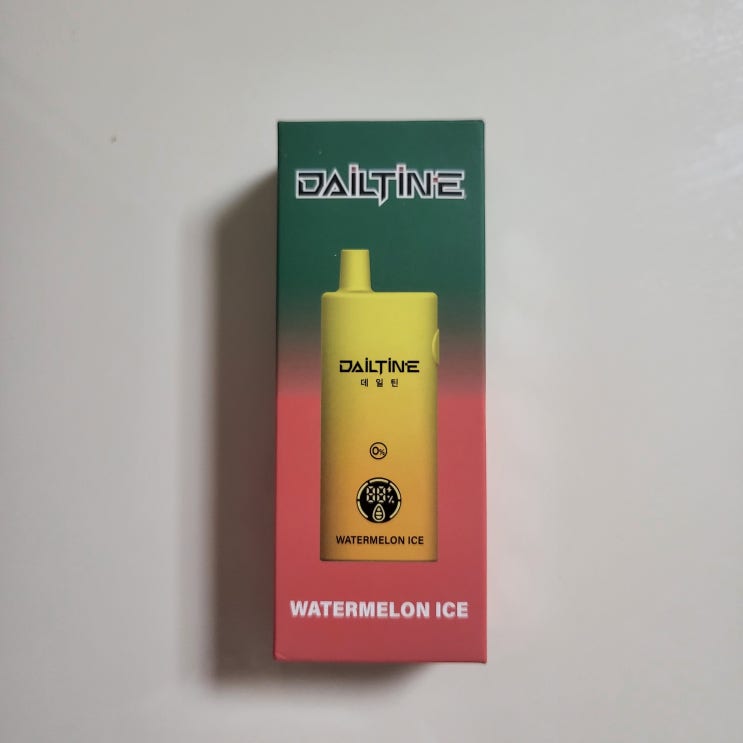 DAILTINE
DAILTINE
데일틴
0%
88%
WATERMELON ICE
WATERMELON ICE